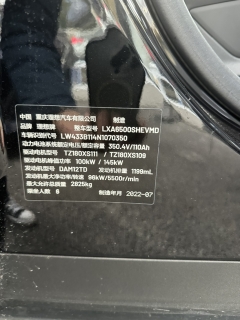 中国 重庆理想汽车有限公司 制造
品牌 理想牌 整车型号 LXA6500SHEVMD
车辆识别代号 LW433B114N1070350
动力电池系统额定电压/额定容量 350.4V/110Ah
驱动电机型号 TZ180XS111 / TZ180XS109
驱动电机峰值功率 100kW / 145kW
发动机型号 DAM12TD 发动机排量 1199mL
发动机最大净功率/转速 96kW/5500r/min
最大允许总质量 2825kg
乘坐人数 5 制造年月 2022-07